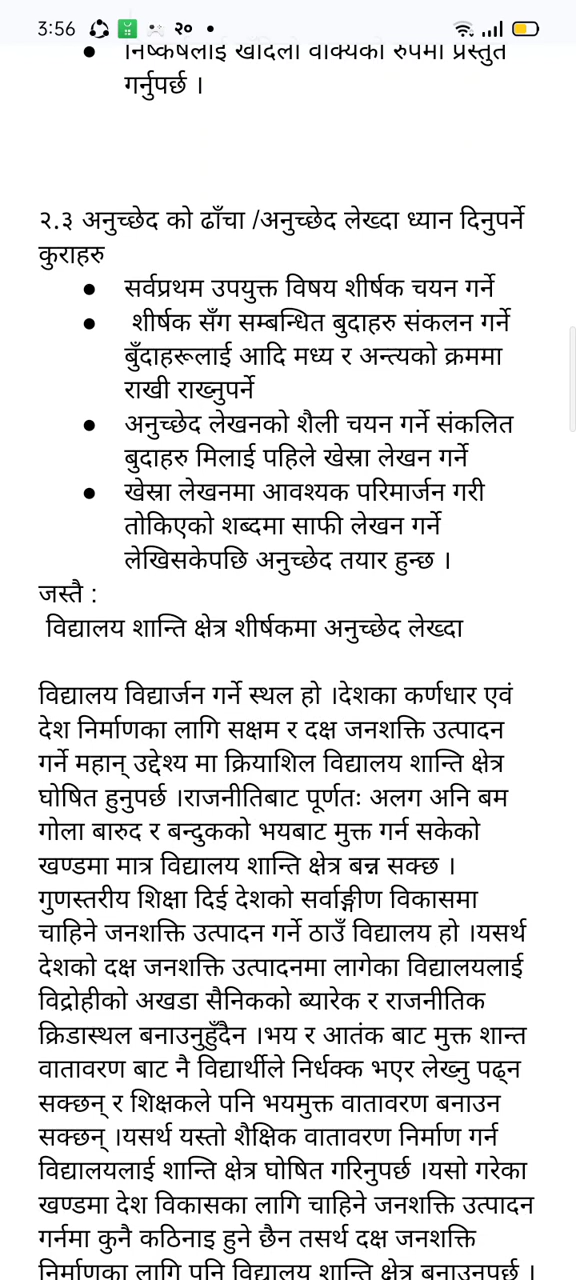 3:56 २०
निष्कर्षलाई खँदिलो वाक्यको रुपमा प्रस्तुत
गर्नुपर्छ ।
२.३ अनुच्छेद को ढाँचा /अनुच्छेद लेख्दा ध्यान दिनुपर्ने
कुराहरु
● सर्वप्रथम उपयुक्त विषय शीर्षक चयन गर्ने
● शीर्षक सँग सम्बन्धित बुदाहरु संकलन गर्ने
बुँदाहरूलाई आदि मध्य र अन्त्यको क्रममा
राखी राख्नुपर्ने
● अनुच्छेद लेखनको शैली चयन गर्ने संकलित
बुदाहरु मिलाई पहिले खेस्रा लेखन गर्ने
● खेस्रा लेखनमा आवश्यक परिमार्जन गरी
तोकिएको शब्दमा साफी लेखन गर्ने
लेखिसकेपछि अनुच्छेद तयार हुन्छ ।
जस्तै :
विद्यालय शान्ति क्षेत्र शीर्षकमा अनुच्छेद लेख्दा
विद्यालय विद्यार्जन गर्ने स्थल हो ।देशका कर्णधार एवं
देश निर्माणका लागि सक्षम र दक्ष जनशक्ति उत्पादन
गर्ने महान् उद्देश्य मा क्रियाशिल विद्यालय शान्ति क्षेत्र
घोषित हुनुपर्छ ।राजनीतिबाट पूर्णतः अलग अनि बम
गोला बारुद र बन्दुकको भयबाट मुक्त गर्न सकेको
खण्डमा मात्र विद्यालय शान्ति क्षेत्र बन्न सक्छ ।
गुणस्तरीय शिक्षा दिई देशको सर्वाङ्गीण विकासमा
चाहिने जनशक्ति उत्पादन गर्ने ठाउँ विद्यालय हो ।यसर्थ
देशको दक्ष जनशक्ति उत्पादनमा लागेका विद्यालयलाई
विद्रोहीको अखडा सैनिकको ब्यारेक र राजनीतिक
क्रिडास्थल बनाउनुहुँदैन ।भय र आतंक बाट मुक्त शान्त
वातावरण बाट नै विद्यार्थीले निर्धक्क भएर लेख्नु पढ्न
सक्छन् र शिक्षकले पनि भयमुक्त वातावरण बनाउन
सक्छन् ।यसर्थ यस्तो शैक्षिक वातावरण निर्माण गर्न
विद्यालयलाई शान्ति क्षेत्र घोषित गरिनुपर्छ ।यसो गरेका
खण्डमा देश विकासका लागि चाहिने जनशक्ति उत्पादन
गर्नमा कुनै कठिनाइ हुने छैन तसर्थ दक्ष जनशक्ति
निर्माणका लागि पनि विद्यालय शान्ति क्षेत्र बनाउनुपर्छ ।